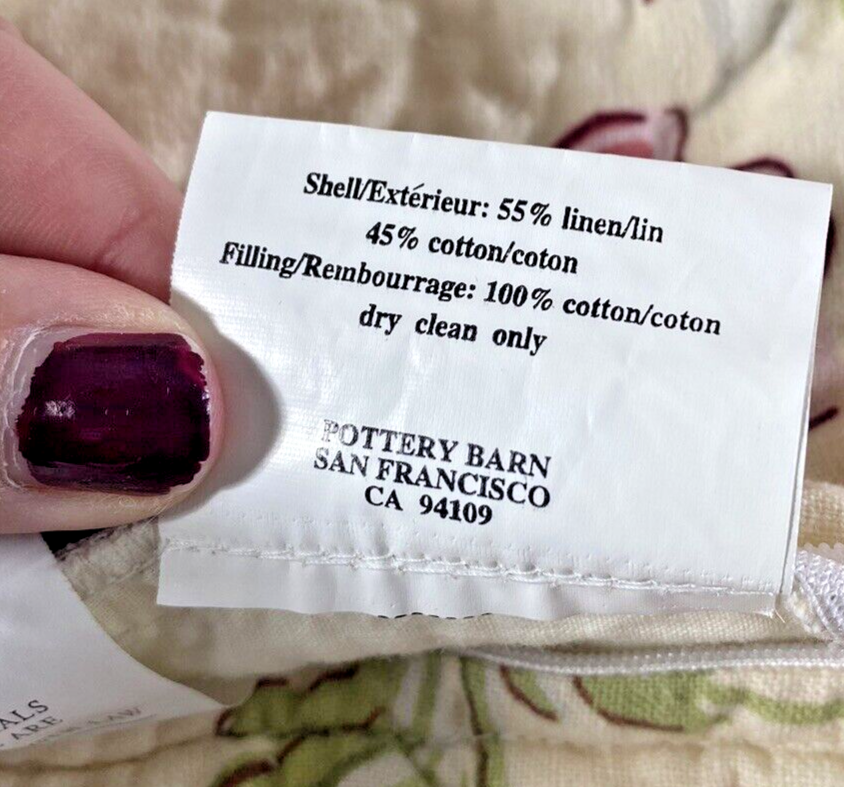 Shell/Extérieur: 55% linen/lin
45% cotton/coton
Filling/Rembourrage: 100% cotton/coton
dry clean only
POTTERY BARN
SAN FRANCISCO
CA 94109
ALS
ARE
LAW